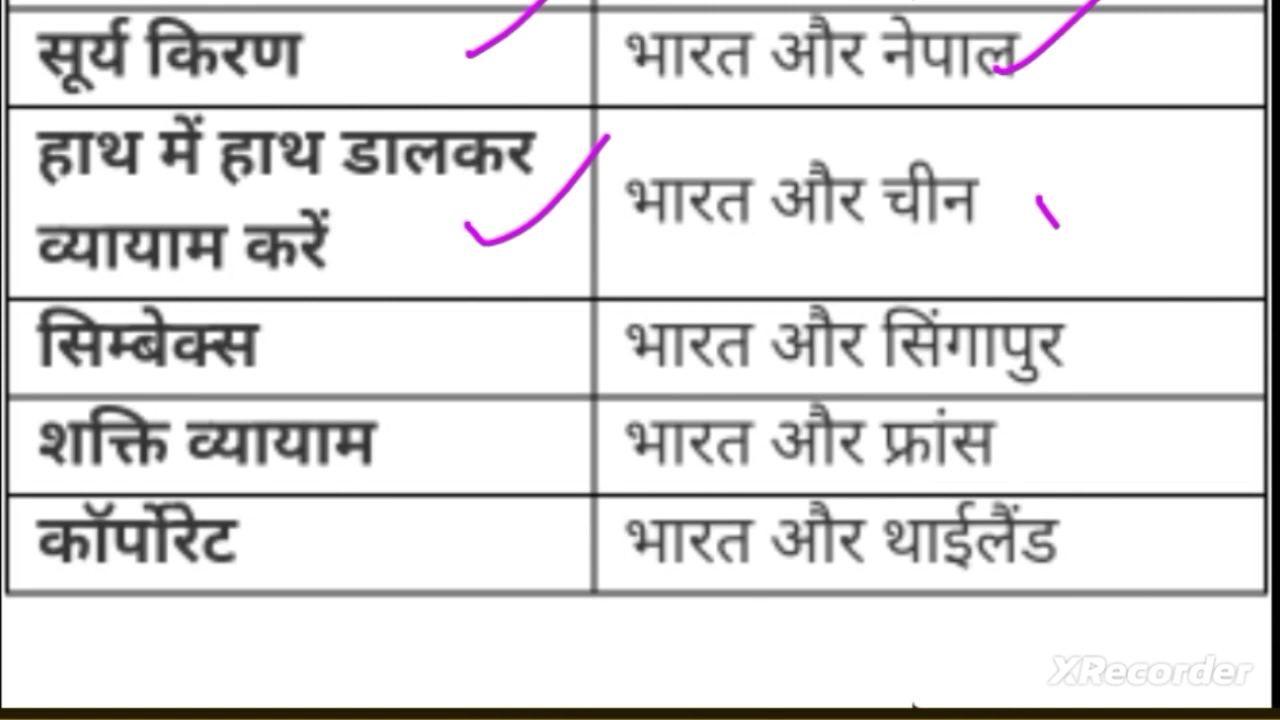 सूर्य किरण भारत और नेपाल
हाथ में हाथ डालकर
व्यायाम करें भारत और चीन
सिम्बेक्स भारत और सिंगापुर
शक्ति व्यायाम भारत और फ्रांस
कॉर्पोरेट भारत और थाईलैंड
XRecorder